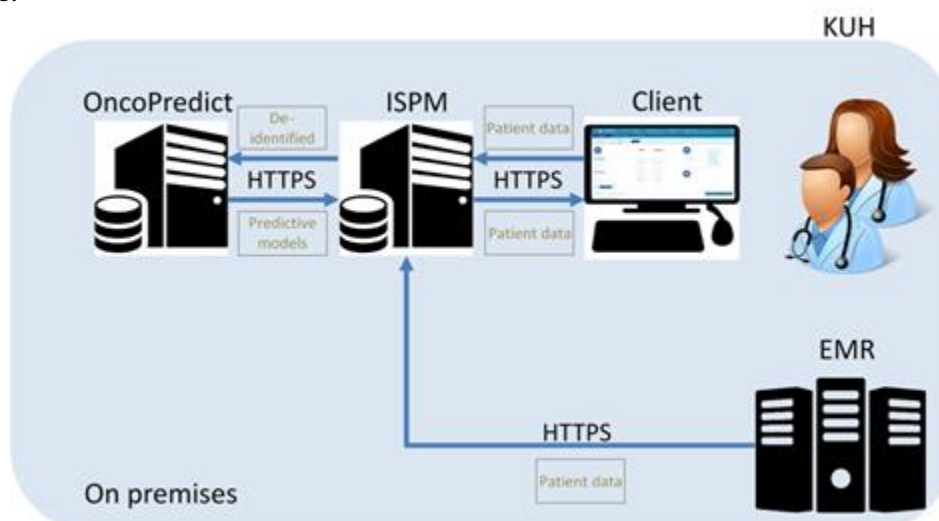 KUH
OncoPredict
ISPM
Client
De-
identified
Patient data
HTTPS
HTTPS
Predictive
models
Patient data
EMR
HTTPS
Patient data
On premises